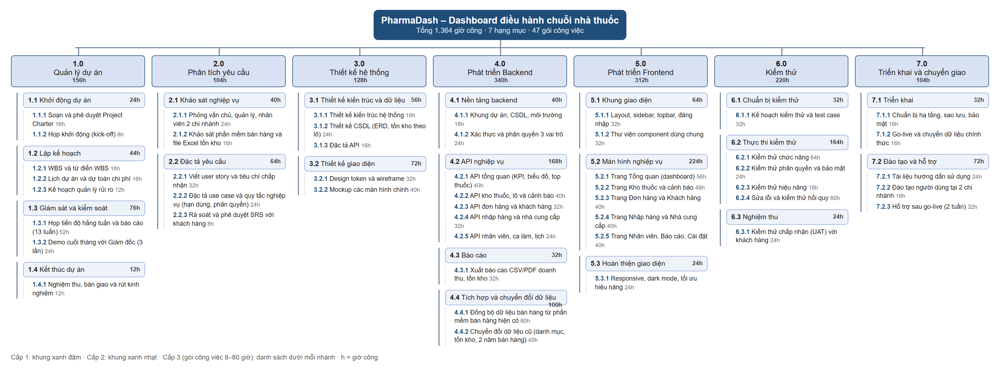 PharmaDash – Dashboard điều hành chuỗi nhà thuốc
Tổng 1.364 giờ công · 7 hạng mục · 47 gói công việc
1.0
Quản lý dự án
156h
1.1 Khởi động dự án 24h
1.1.1 Soạn và phê duyệt Project
Charter 16h
1.1.2 Họp khởi động (kick-off) 8h
1.2 Lập kế hoạch 44h
1.2.1 WBS và từ điển WBS 16h
1.2.2 Lịch dự án và dự toán chi phí 16h
1.2.3 Kế hoạch quản lý rủi ro 12h
1.3 Giám sát và kiểm soát 76h
1.3.1 Họp tiến độ hằng tuần và báo cáo
(13 tuần) 52h
1.3.2 Demo cuối tháng với Giám đốc (3
lần) 24h
1.4 Kết thúc dự án 12h
1.4.1 Nghiệm thu, bàn giao và rút kinh
nghiệm 12h
2.0
Phân tích yêu cầu
104h
2.1 Khảo sát nghiệp vụ 40h
2.1.1 Phỏng vấn chủ, quản lý, nhân
viên 2 chi nhánh 24h
2.1.2 Khảo sát phần mềm bán hàng và
file Excel tồn kho 16h
2.2 Đặc tả yêu cầu 64h
2.2.1 Viết user story và tiêu chí chấp
nhận 32h
2.2.2 Đặc tả use case và quy tắc nghiệp
vụ (hạn dùng, phân quyền) 24h
2.2.3 Rà soát và phê duyệt SRS với
khách hàng 8h
3.0
Thiết kế hệ thống
128h
3.1 Thiết kế kiến trúc và dữ liệu 56h
3.1.1 Thiết kế kiến trúc hệ thống 16h
3.1.2 Thiết kế CSDL (ERD, tồn kho theo
lô) 24h
3.1.3 Đặc tả API 16h
3.2 Thiết kế giao diện 72h
3.2.1 Design token và wireframe 32h
3.2.2 Mockup các màn hình chính 40h
4.0
Phát triển Backend
340h
4.1 Nền tảng backend 40h
4.1.1 Khung dự án, CSDL, môi trường
16h
4.1.2 Xác thực và phân quyền 3 vai trò
24h
4.2 API nghiệp vụ 168h
4.2.1 API tổng quan (KPI, biểu đồ, top
thuốc) 40h
4.2.2 API kho thuốc, lô và cảnh báo 40h
4.2.3 API đơn hàng và khách hàng 32h
4.2.4 API nhập hàng và nhà cung cấp
32h
4.2.5 API nhân viên, ca làm, lịch 24h
4.3 Báo cáo 32h
4.3.1 Xuất báo cáo CSV/PDF doanh
thu, tồn kho 32h
4.4 Tích hợp và chuyển đổi dữ liệu
100h
4.4.1 Đồng bộ dữ liệu bán hàng từ phần
mềm bán hàng hiện có 60h
4.4.2 Chuyển đổi dữ liệu cũ (danh mục,
tồn kho, 2 năm bán hàng) 40h
5.0
Phát triển Frontend
312h
5.1 Khung giao diện 64h
5.1.1 Layout, sidebar, topbar, đăng
nhập 32h
5.1.2 Thư viện component dùng chung
32h
5.2 Màn hình nghiệp vụ 224h
5.2.1 Trang Tổng quan (dashboard) 56h
5.2.2 Trang Kho thuốc và cảnh báo 48h
5.2.3 Trang Đơn hàng và Khách hàng
40h
5.2.4 Trang Nhập hàng và Nhà cung
cấp 40h
5.2.5 Trang Nhân viên, Báo cáo, Cài đặt
40h
5.3 Hoàn thiện giao diện 24h
5.3.1 Responsive, dark mode, tối ưu
hiệu năng 24h
6.0
Kiểm thử
220h
6.1 Chuẩn bị kiểm thử 32h
6.1.1 Kế hoạch kiểm thử và test case
32h
6.2 Thực thi kiểm thử 164h
6.2.1 Kiểm thử chức năng 64h
6.2.2 Kiểm thử phân quyền và bảo mật
24h
6.2.3 Kiểm thử hiệu năng 16h
6.2.4 Sửa lỗi và kiểm thử hồi quy 60h
6.3 Nghiệm thu 24h
6.3.1 Kiểm thử chấp nhận (UAT) với
khách hàng 24h
7.0
Triển khai và chuyển giao
104h
7.1 Triển khai 32h
7.1.1 Chuẩn bị hạ tầng, sao lưu, bảo
mật 16h
7.1.2 Go-live và chuyển dữ liệu chính
thức 16h
7.2 Đào tạo và hỗ trợ 72h
7.2.1 Tài liệu hướng dẫn sử dụng 24h
7.2.2 Đào tạo người dùng tại 2 chi
nhánh 16h
7.2.3 Hỗ trợ sau go-live (2 tuần) 32h
Cấp 1: khung xanh đậm · Cấp 2: khung xanh nhạt · Cấp 3 (gói công việc 8–80 giờ): danh sách dưới mỗi nhánh · h = giờ công